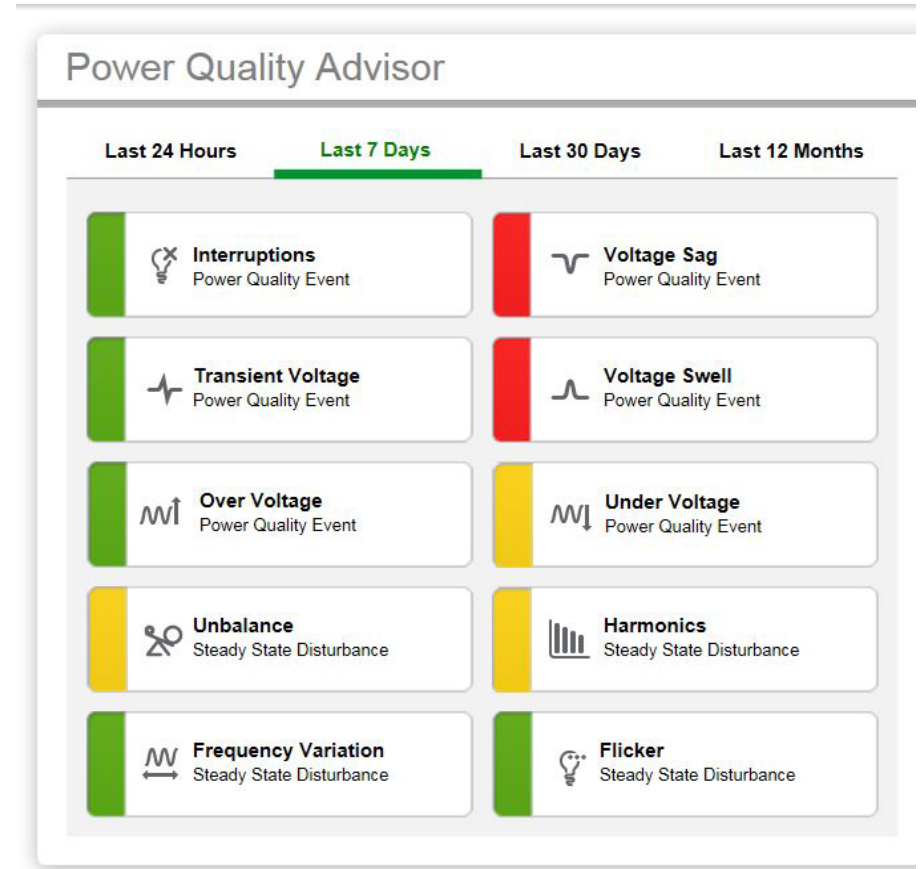 Power Quality Advisor
Last 24 Hours
Last 7 Days
Last 30 Days
Last 12 Months
Interruptions
Power Quality Event
Voltage Sag
Power Quality Event
Transient Voltage
Power Quality Event
Voltage Swell
Power Quality Event
Over Voltage
Power Quality Event
Under Voltage
Power Quality Event
Unbalance
Steady State Disturbance
Harmonics
Steady State Disturbance
Frequency Variation
Steady State Disturbance
Flicker
Steady State Disturbance